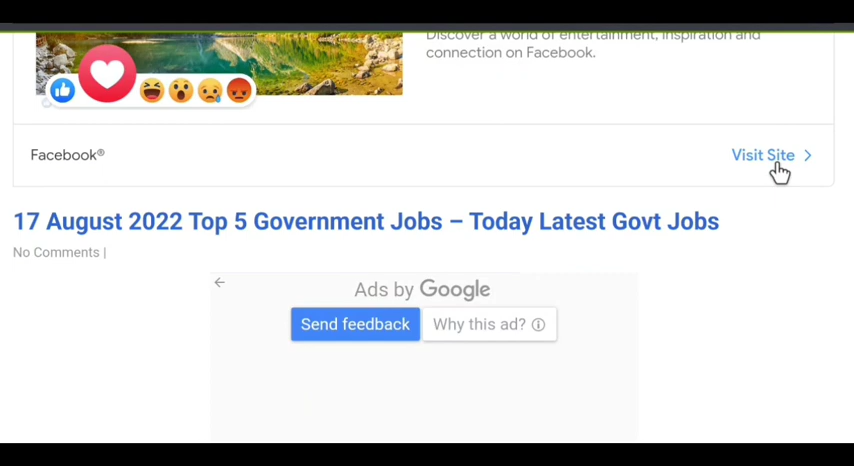 Discover a world of entertainment, inspiration and
connection on Facebook.
Facebook®
Visit Site
17 August 2022 Top 5 Government Jobs – Today Latest Govt Jobs
No Comments |
Ads by Google
Send feedback
Why this ad?